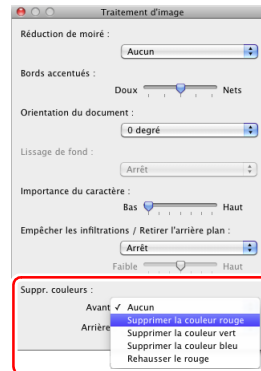 Traitement d'image
Réduction de moiré :
Aucun
Bords accentués :
Doux Nets
Orientation du document :
0 degré
Lissage de fond :
Arrêt
Importance du caractère :
Bas Haut
Empêcher les infiltrations / Retirer l'arrière plan :
Arrêt
Faible Haut
Suppr. couleurs :
Avant ✓ Aucun
Supprimer la couleur rouge
Arrière Supprimer la couleur vert
Supprimer la couleur bleu
Rehausser le rouge